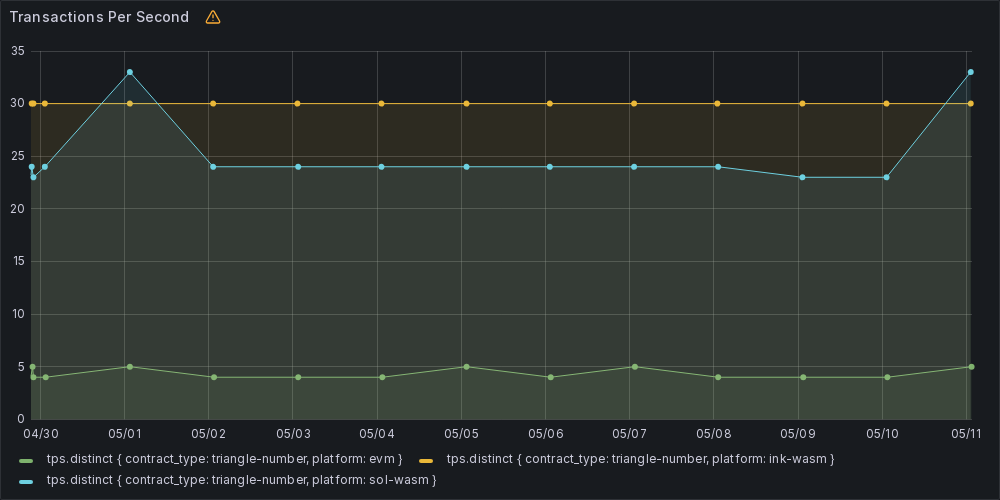 Transactions Per Second
35
30
25
20
15
10
5
0
04/30 05/01 05/02 05/03 05/04 05/05 05/06 05/07 05/08 05/09 05/10 05/11
tps.distinct { contract_type: triangle-number, platform: evm } tps.distinct { contract_type: triangle-number, platform: ink-wasm }
tps.distinct { contract_type: triangle-number, platform: sol-wasm }